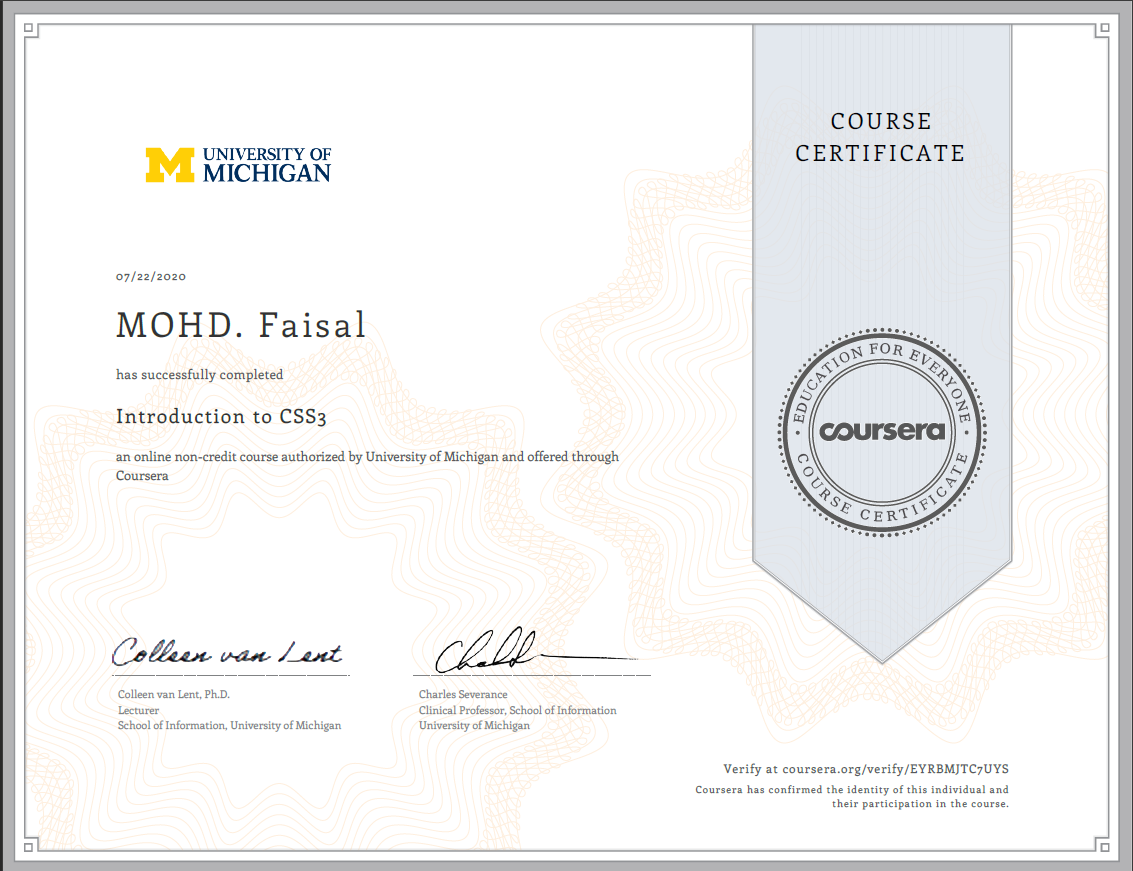 COURSE
CERTIFICATE
UNIVERSITY OF
MICHIGAN
07/22/2020
MOHD. Faisal
has successfully completed
Introduction to CSS3
an online non-credit course authorized by University of Michigan and offered through
Coursera
EDUCATION FOR EVERYONE
coursera
COURSE CERTIFICATE
Colleen van Lent
Colleen van Lent, Ph.D.
Lecturer
School of Information, University of Michigan
Charles Severance
Clinical Professor, School of Information
University of Michigan
Verify at coursera.org/verify/EYRBMJTC7UYS
Coursera has confirmed the identity of this individual and
their participation in the course.